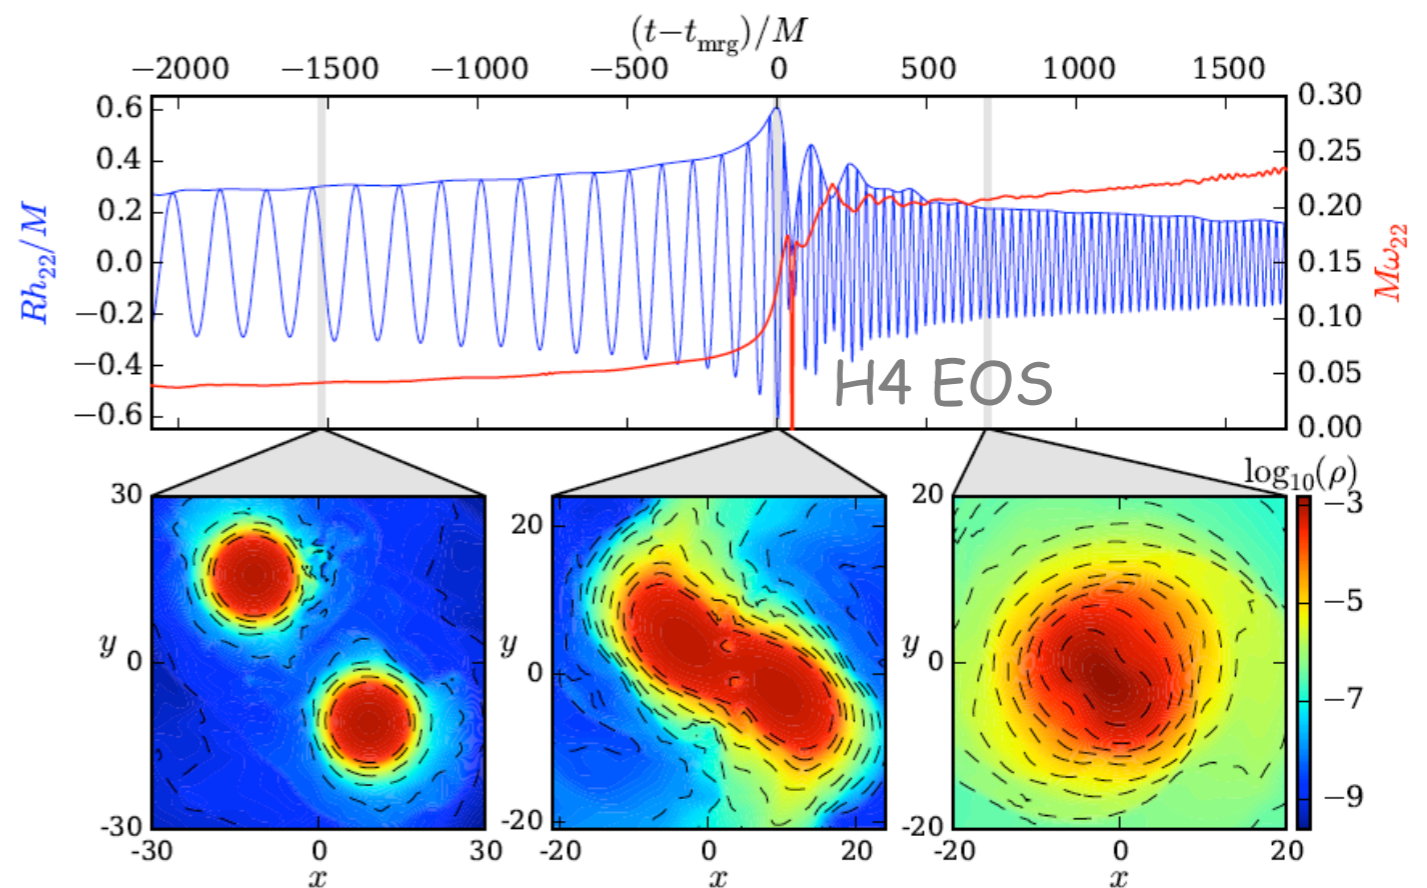 (t−t_mrg)/M
−2000 −1500 −1000 −500 0 500 1000 1500
Rh₂₂/M
0.6
0.4
0.2
0.0
−0.2
−0.4
−0.6
0.30
0.25
0.20
0.15
0.10
0.05
0.00
Mω₂₂
H4 EOS
30
y
0
-30
-30 0 30
x
20
y
0
-20
-20 0 20
x
20
y
0
-20
-20 0 20
x
log₁₀(ρ)
−3
−5
−7
−9